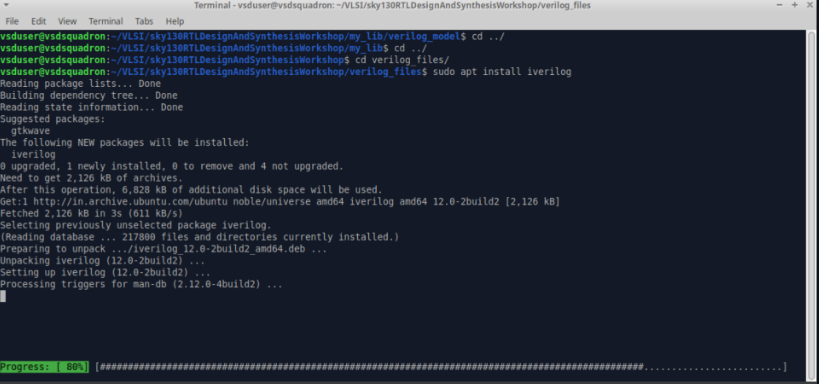 Terminal - vsduser@vsdsquadron: ~/VLSI/sky130RTLDesignAndSynthesisWorkshop/verilog_files
File Edit View Terminal Tabs Help
vsduser@vsdsquadron:~/VLSI/sky130RTLDesignAndSynthesisWorkshop/my_lib/verilog_model$ cd ../
vsduser@vsdsquadron:~/VLSI/sky130RTLDesignAndSynthesisWorkshop/my_lib$ cd ../
vsduser@vsdsquadron:~/VLSI/sky130RTLDesignAndSynthesisWorkshop$ cd verilog_files/
vsduser@vsdsquadron:~/VLSI/sky130RTLDesignAndSynthesisWorkshop/verilog_files$ sudo apt install iverilog
Reading package lists... Done
Building dependency tree... Done
Reading state information... Done
Suggested packages:
  gtkwave
The following NEW packages will be installed:
  iverilog
0 upgraded, 1 newly installed, 0 to remove and 4 not upgraded.
Need to get 2,126 kB of archives.
After this operation, 6,828 kB of additional disk space will be used.
Get:1 http://in.archive.ubuntu.com/ubuntu noble/universe amd64 iverilog amd64 12.0-2build2 [2,126 kB]
Fetched 2,126 kB in 3s (611 kB/s)
Selecting previously unselected package iverilog.
(Reading database ... 217800 files and directories currently installed.)
Preparing to unpack .../iverilog_12.0-2build2_amd64.deb ...
Unpacking iverilog (12.0-2build2) ...
Setting up iverilog (12.0-2build2) ...
Processing triggers for man-db (2.12.0-4build2) ...
Progress: [ 80%] [##################################################################################################.........................]